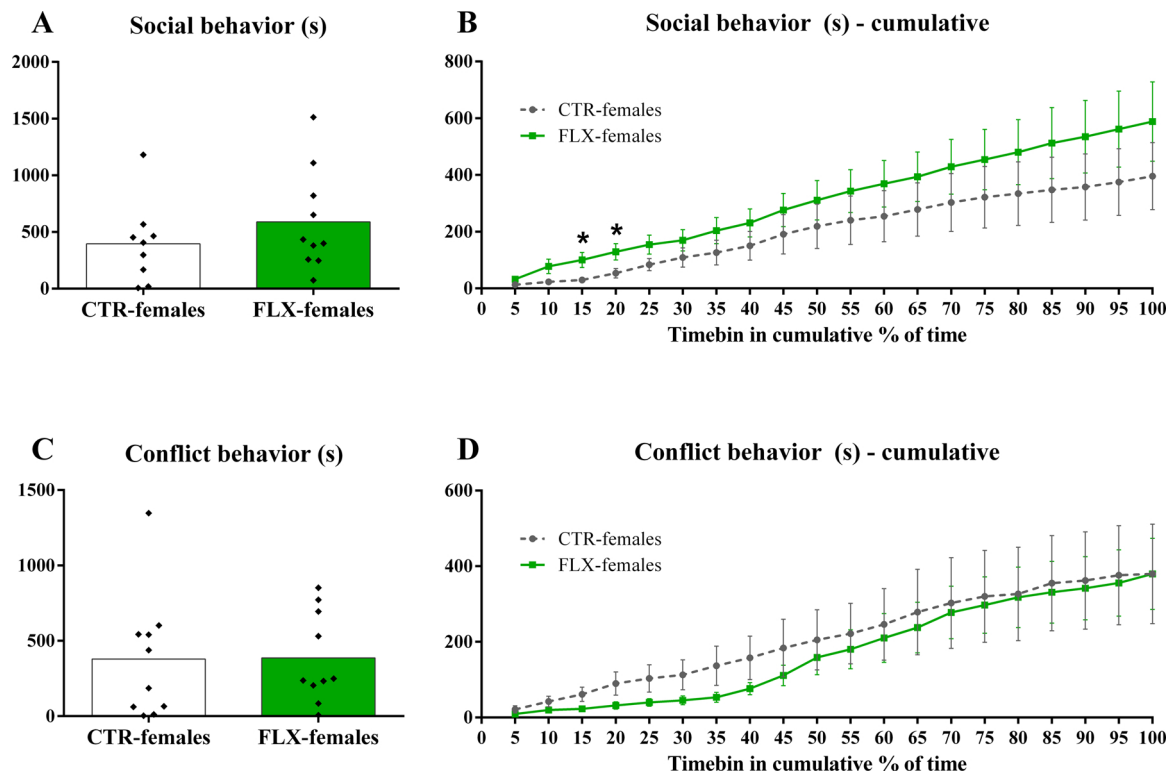 A
Social behavior (s)
2000
1500
1000
500
0
CTR-females FLX-females
B
Social behavior (s) - cumulative
800
600
400
200
0
CTR-females
FLX-females
* *
0 5 10 15 20 25 30 35 40 45 50 55 60 65 70 75 80 85 90 95 100
Timebin in cumulative % of time
C
Conflict behavior (s)
1500
1000
500
0
CTR-females FLX-females
D
Conflict behavior (s) - cumulative
600
400
200
0
CTR-females
FLX-females
0 5 10 15 20 25 30 35 40 45 50 55 60 65 70 75 80 85 90 95 100
Timebin in cumulative % of time